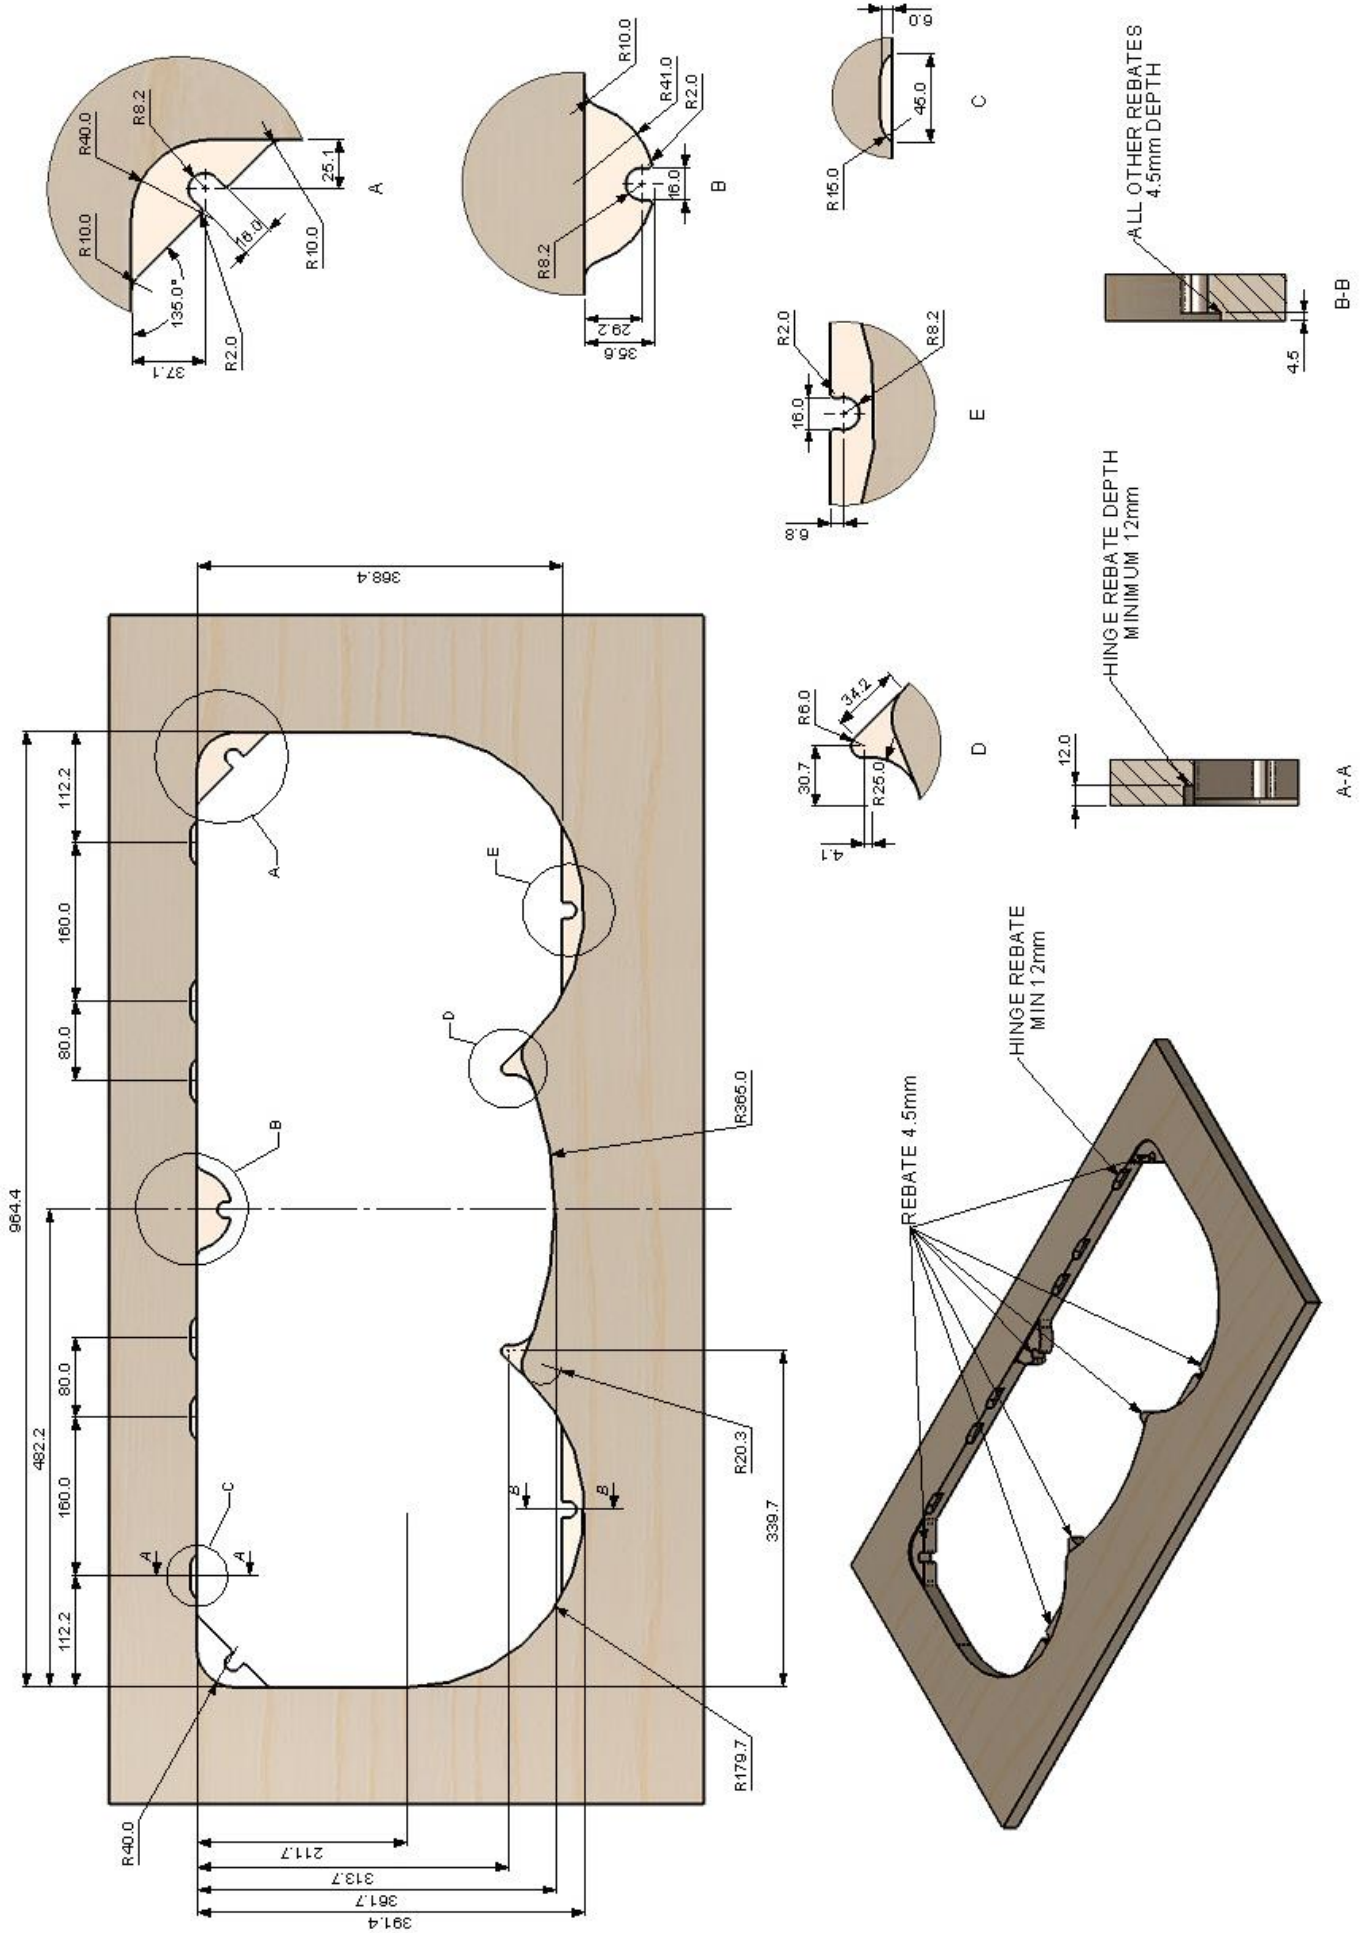 964.4
482.2
112.2
160.0
80.0
80.0
160.0
112.2
R40.0
A
A
C
B
A
211.7
313.7
361.7
391.4
368.4
B
B
D
E
R179.7
R20.3
R365.0
339.7
R10.0
R40.0
R8.2
135.0°
37.1
R2.0
16.0
R10.0
25.1
A
R8.2
29.2
35.6
16.0
R10.0
R41.0
R2.0
B
R15.0
6.0
45.0
C
R2.0
16.0
6.8
R8.2
E
R6.0
34.2
30.7
R25.0
4.1
D
HINGE REBATE DEPTH
MINIMUM 12mm
12.0
A-A
ALL OTHER REBATES
4.5mm DEPTH
4.5
B-B
REBATE 4.5mm
HINGE REBATE
MIN12mm